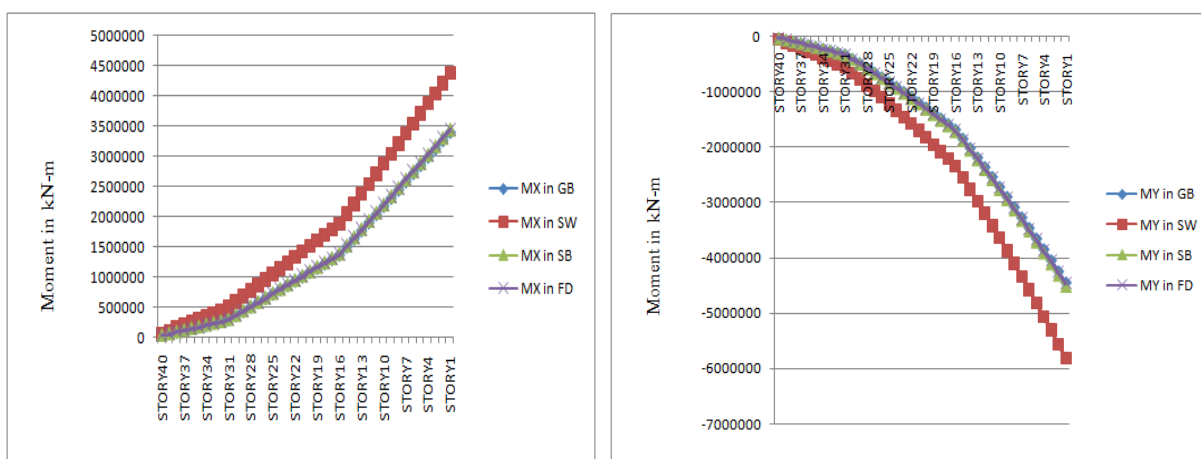 5000000
4500000
4000000
3500000
3000000
2500000
2000000
1500000
1000000
500000
0
Moment in kN-m
STORY40
STORY37
STORY34
STORY31
STORY28
STORY25
STORY22
STORY19
STORY16
STORY13
STORY10
STORY7
STORY4
STORY1
MX in GB
MX in SW
MX in SB
MX in FD
0
-1000000
-2000000
-3000000
-4000000
-5000000
-6000000
-7000000
Moment in kN-m
STORY40
STORY37
STORY34
STORY31
STORY28
STORY25
STORY22
STORY19
STORY16
STORY13
STORY10
STORY7
STORY4
STORY1
MY in GB
MY in SW
MY in SB
MY in FD